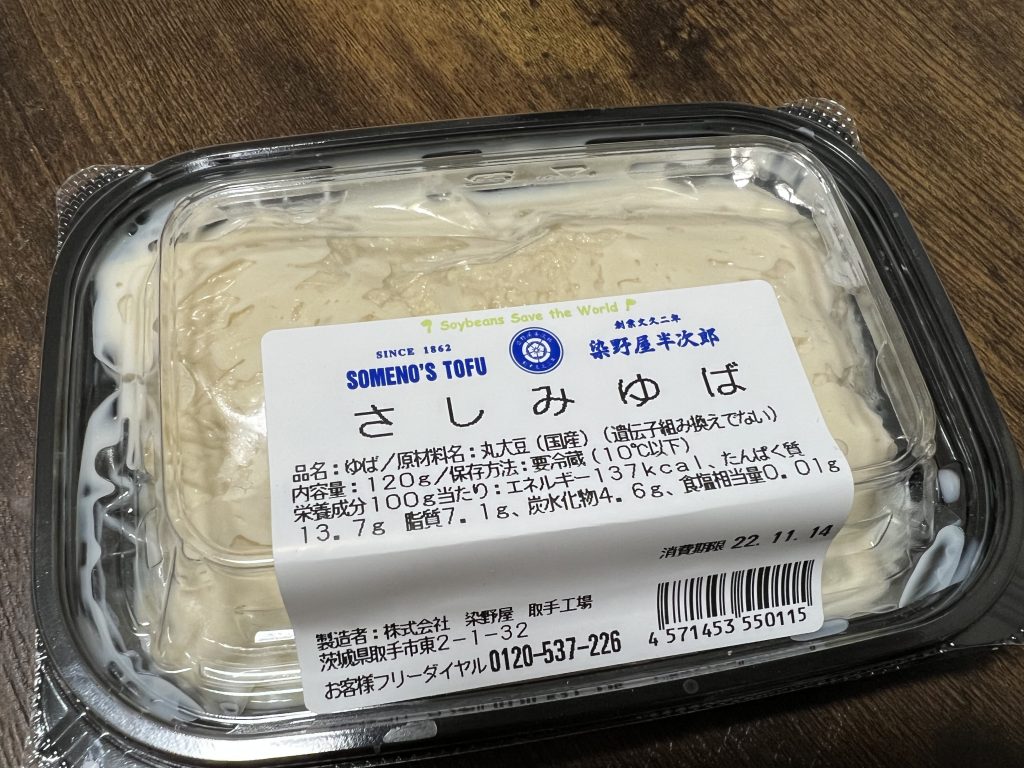 Soybeans Save the World
SINCE 1862
SOMENO'S TOFU
創業文久二年
染野屋半次郎
さしみゆば
品名：ゆば／原材料名：丸大豆（国産）（遺伝子組み換えでない）
内容量：120g／保存方法：要冷蔵（10℃以下）
栄養成分100g当たり：エネルギー137kcal、たんぱく質
13.7g 脂質7.1g、炭水化物4.6g、食塩相当量0.01g
消費期限 22.11.14
製造者：株式会社 染野屋 取手工場
茨城県取手市東2-1-32
お客様フリーダイヤル0120-537-226
4 571453 550115